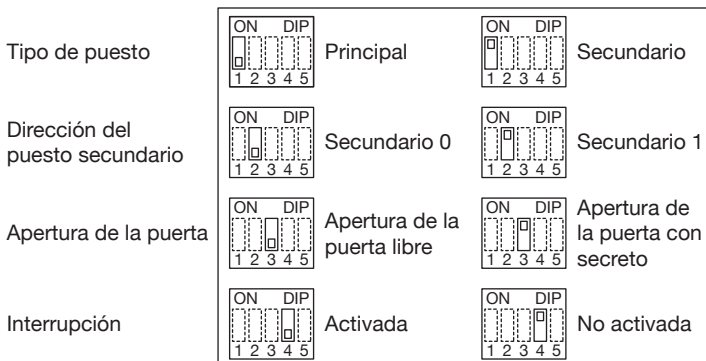 Tipo de puesto
ON DIP
1 2 3 4 5
Principal
ON DIP
1 2 3 4 5
Secundario
Dirección del
puesto secundario
ON DIP
1 2 3 4 5
Secundario 0
ON DIP
1 2 3 4 5
Secundario 1
Apertura de la puerta
ON DIP
1 2 3 4 5
Apertura de la
puerta libre
ON DIP
1 2 3 4 5
Apertura de
la puerta con
secreto
Interrupción
ON DIP
1 2 3 4 5
Activada
ON DIP
1 2 3 4 5
No activada